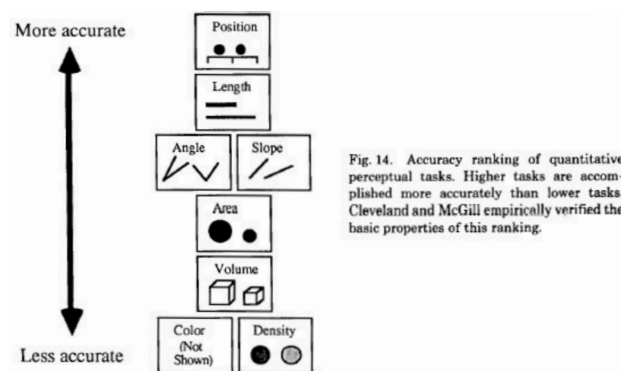 More accurate
Position
Length
Angle
Slope
Area
Volume
Color
(Not
Shown)
Density
Less accurate
Fig. 14. Accuracy ranking of quantitative
perceptual tasks. Higher tasks are accom-
plished more accurately than lower tasks
Cleveland and McGill empirically verified the
basic properties of this ranking.